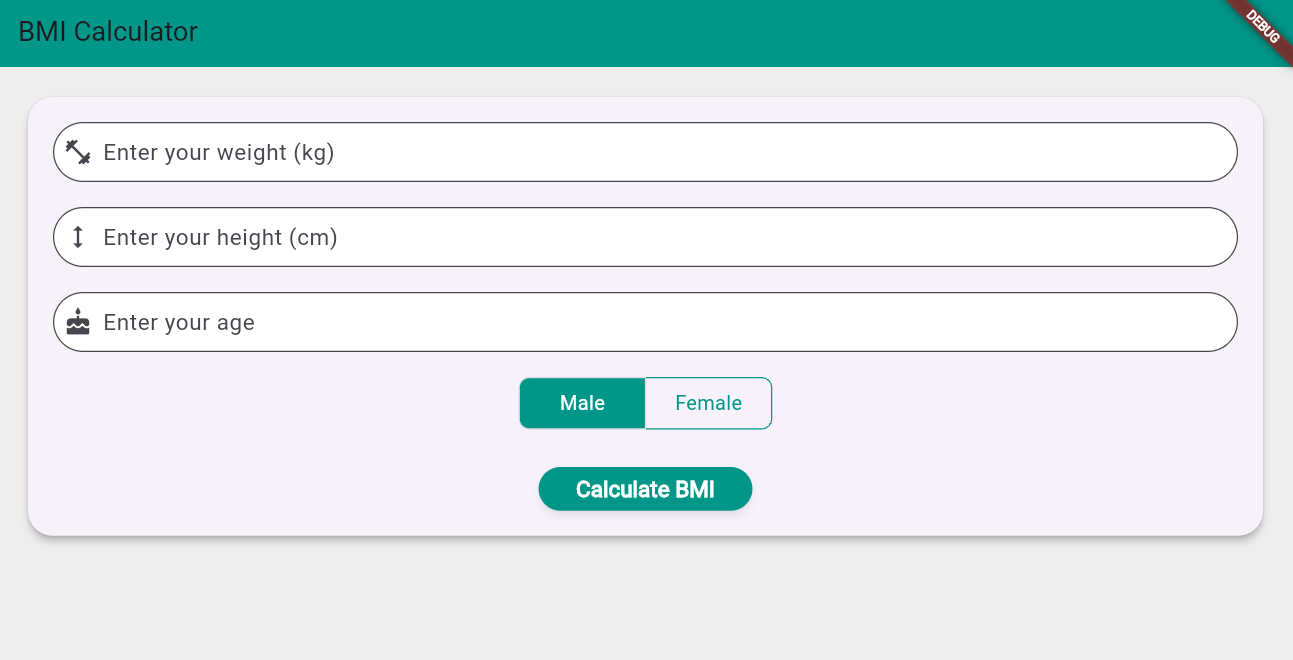 BMI Calculator
DEBUG
Enter your weight (kg)
Enter your height (cm)
Enter your age
Male Female
Calculate BMI